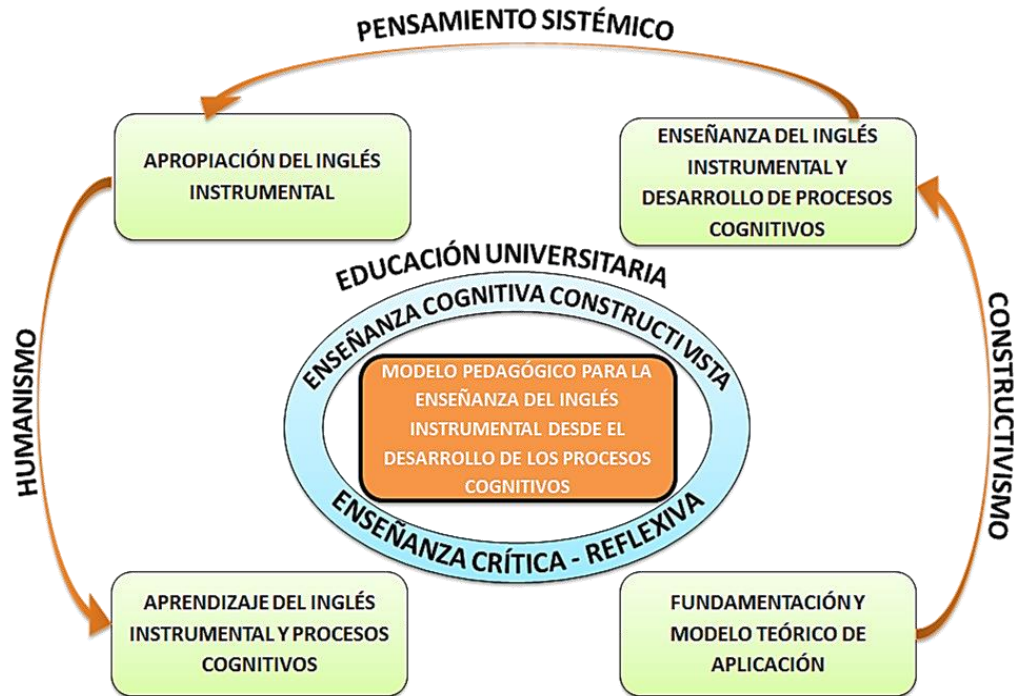 PENSAMIENTO SISTÉMICO
APROPIACIÓN DEL INGLÉS
INSTRUMENTAL
ENSEÑANZA DEL INGLÉS
INSTRUMENTAL Y
DESARROLLO DE PROCESOS
COGNITIVOS
HUMANISMO
EDUCACIÓN UNIVERSITARIA
ENSEÑANZA COGNITIVA CONSTRUCTIVISTA
MODELO PEDAGÓGICO PARA LA
ENSEÑANZA DEL INGLÉS
INSTRUMENTAL DESDE EL
DESARROLLO DE LOS PROCESOS
COGNITIVOS
ENSEÑANZA CRÍTICA - REFLEXIVA
CONSTRUCTIVISMO
APRENDIZAJE DEL INGLÉS
INSTRUMENTAL Y PROCESOS
COGNITIVOS
FUNDAMENTACIÓN Y
MODELO TEÓRICO DE
APLICACIÓN